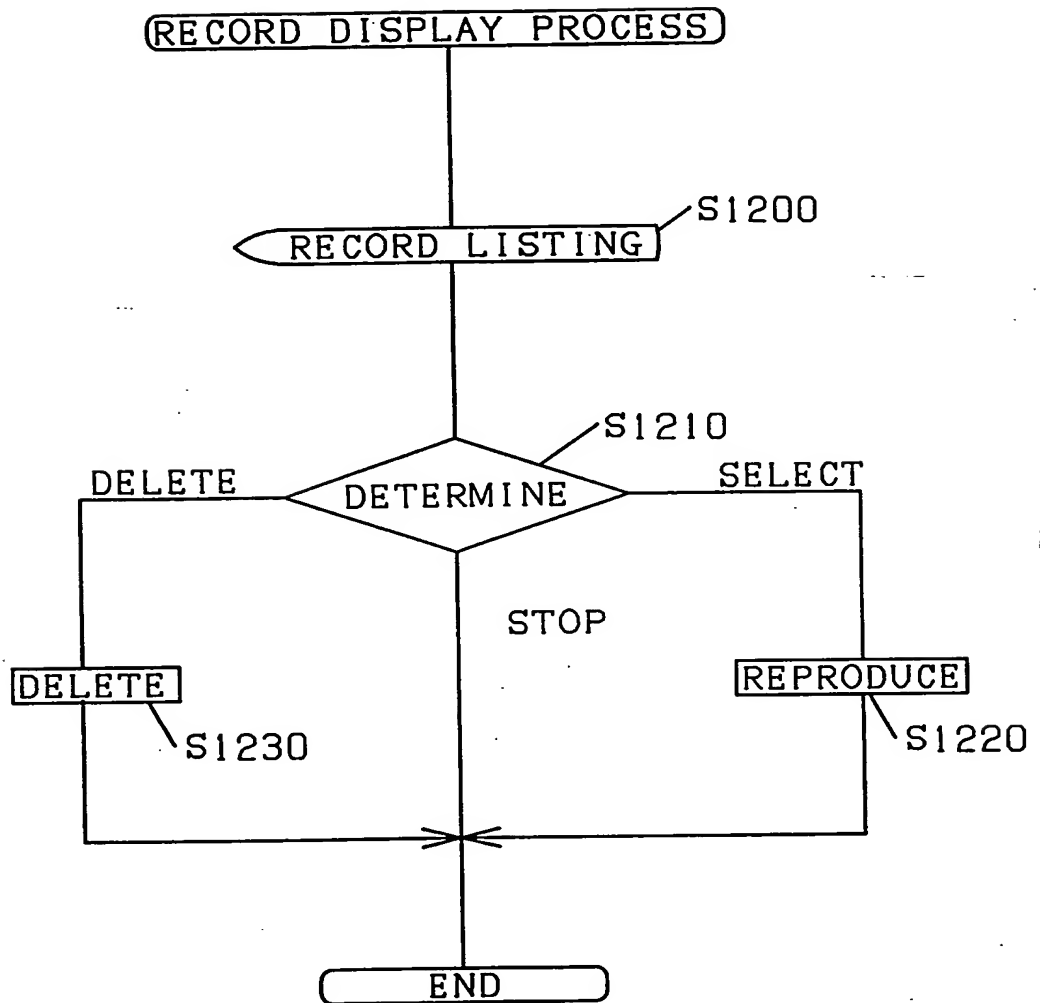 RECORD DISPLAY PROCESS
S1200
RECORD LISTING
S1210
DELETE
DETERMINE
SELECT
STOP
DELETE
REPRODUCE
S1230
S1220
END